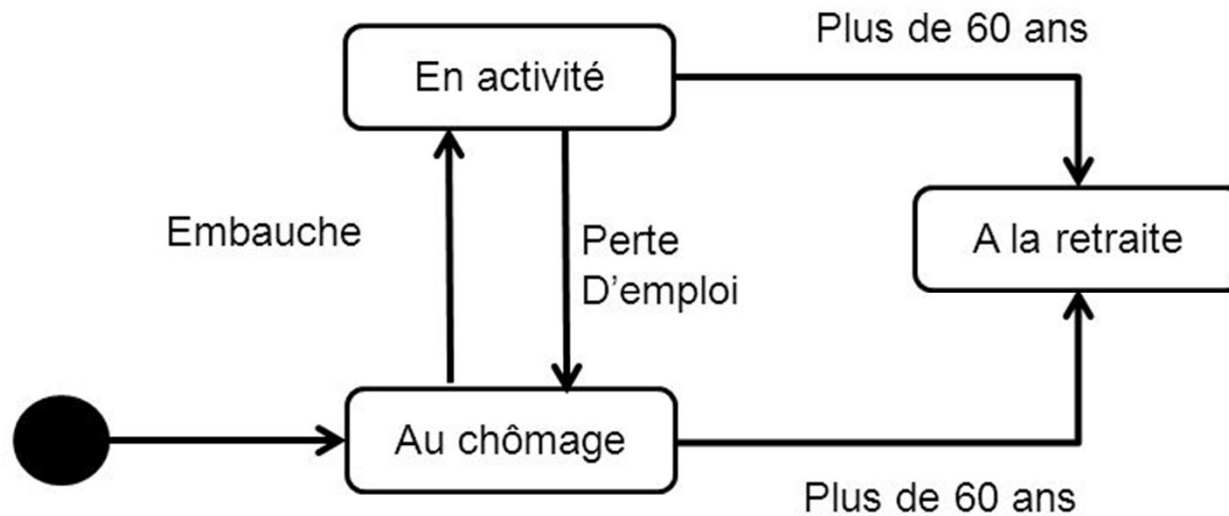 Plus de 60 ans
En activité
Embauche
Perte
D'emploi
A la retraite
Au chômage
Plus de 60 ans